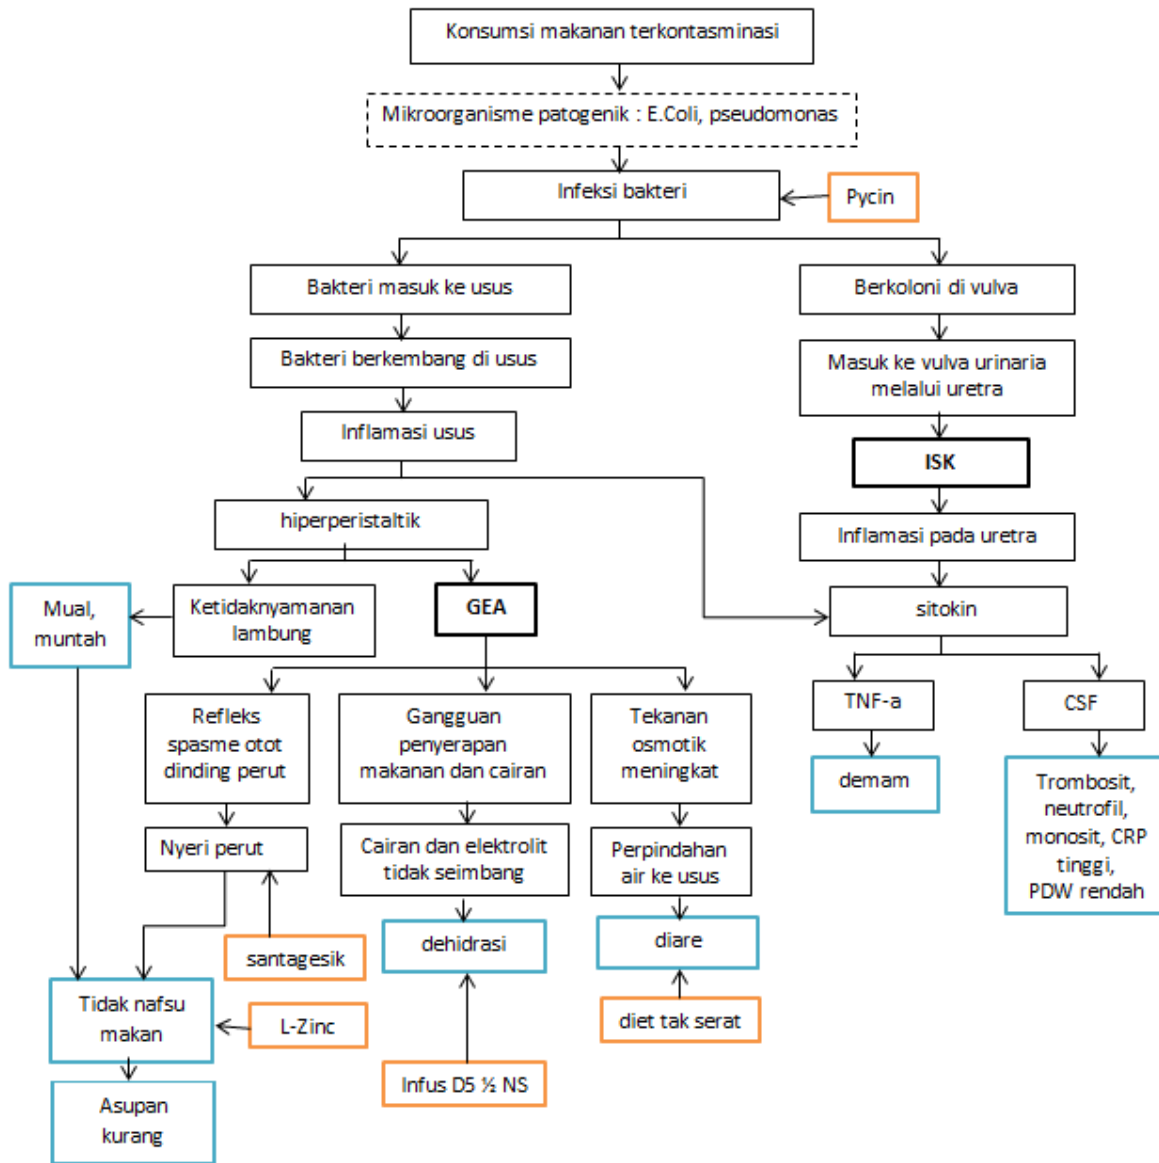 Konsumsi makanan terkontasminasi
Mikroorganisme patogenik : E.Coli, pseudomonas
Infeksi bakteri
Pycin
Bakteri masuk ke usus
Berkoloni di vulva
Bakteri berkembang di usus
Masuk ke vulva urinaria
melalui uretra
Inflamasi usus
ISK
hiperperistaltik
Inflamasi pada uretra
Mual,
muntah
Ketidaknyamanan
lambung
GEA
sitokin
Refleks
spasme otot
dinding perut
Gangguan
penyerapan
makanan dan cairan
Tekanan
osmotik
meningkat
TNF-a
CSF
demam
Trombosit,
neutrofil,
monosit, CRP
tinggi,
PDW rendah
Nyeri perut
Cairan dan elektrolit
tidak seimbang
Perpindahan
air ke usus
santagesik
dehidrasi
diare
Tidak nafsu
makan
L-Zinc
diet tak serat
Infus D5 ½ NS
Asupan
kurang